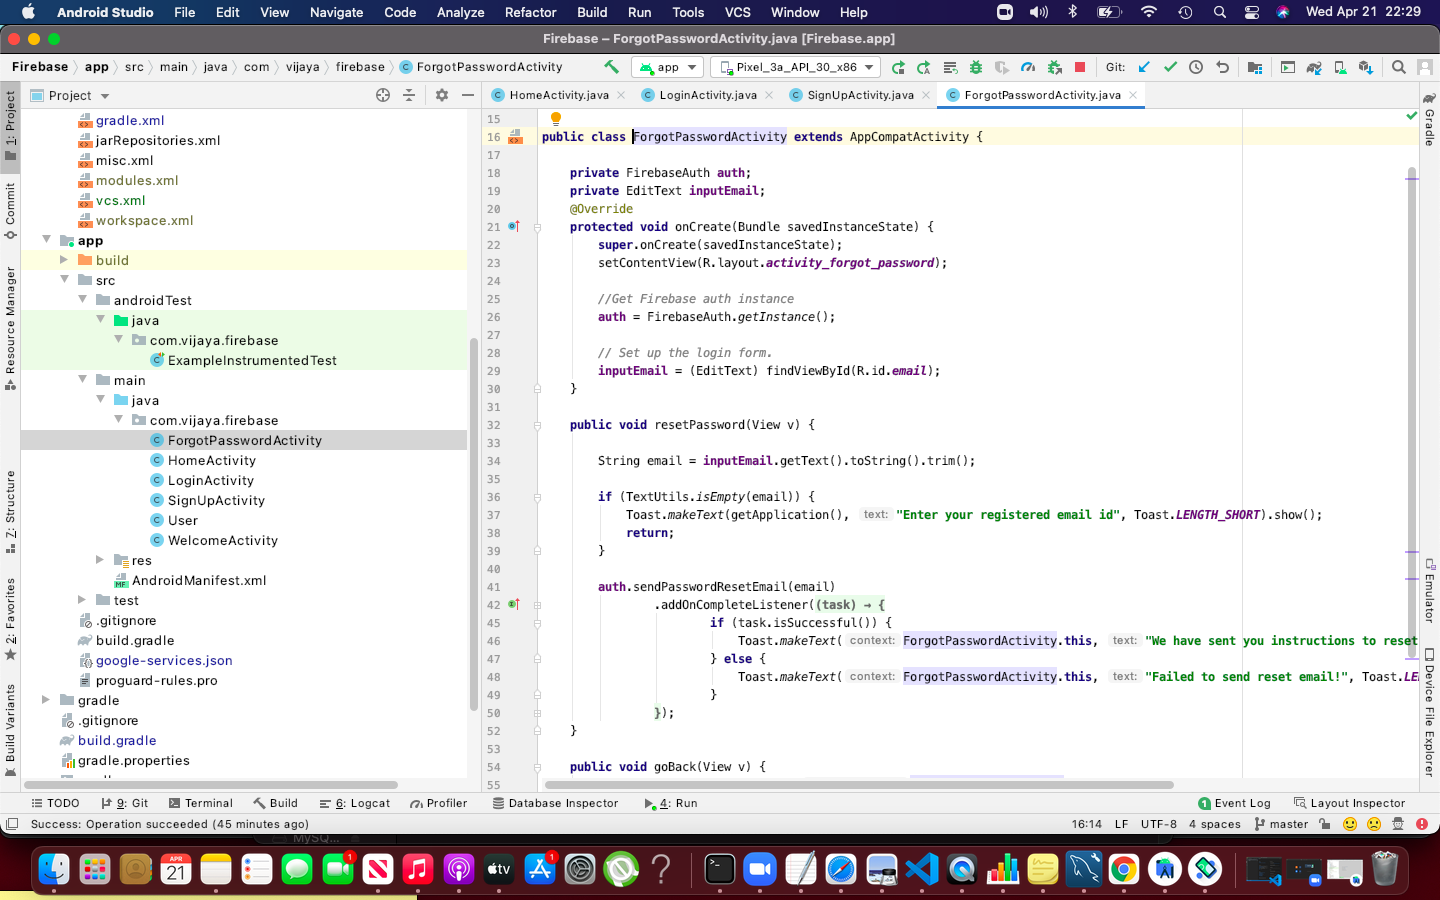 Android Studio File Edit View Navigate Code Analyze Refactor Build Run Tools VCS Window Help Wed Apr 21 22:29
Firebase – ForgotPasswordActivity.java [Firebase.app]
Firebase app src main java com vijaya firebase ForgotPasswordActivity app Pixel_3a_API_30_x86 Git:
Project
HomeActivity.java LoginActivity.java SignUpActivity.java ForgotPasswordActivity.java
1: Project
Commit
Resource Manager
Z: Structure
2: Favorites
Build Variants
gradle.xml
jarRepositories.xml
misc.xml
modules.xml
vcs.xml
workspace.xml
app
build
src
androidTest
java
com.vijaya.firebase
ExampleInstrumentedTest
main
java
com.vijaya.firebase
ForgotPasswordActivity
HomeActivity
LoginActivity
SignUpActivity
User
WelcomeActivity
res
AndroidManifest.xml
test
.gitignore
build.gradle
google-services.json
proguard-rules.pro
gradle
.gitignore
build.gradle
gradle.properties
15
16 public class ForgotPasswordActivity extends AppCompatActivity {
17
18 private FirebaseAuth auth;
19 private EditText inputEmail;
20 @Override
21 protected void onCreate(Bundle savedInstanceState) {
22 super.onCreate(savedInstanceState);
23 setContentView(R.layout.activity_forgot_password);
24
25 //Get Firebase auth instance
26 auth = FirebaseAuth.getInstance();
27
28 // Set up the login form.
29 inputEmail = (EditText) findViewById(R.id.email);
30 }
31
32 public void resetPassword(View v) {
33
34 String email = inputEmail.getText().toString().trim();
35
36 if (TextUtils.isEmpty(email)) {
37 Toast.makeText(getApplication(), text: "Enter your registered email id", Toast.LENGTH_SHORT).show();
38 return;
39 }
40
41 auth.sendPasswordResetEmail(email)
42 .addOnCompleteListener((task) → {
45 if (task.isSuccessful()) {
46 Toast.makeText( context: ForgotPasswordActivity.this, text: "We have sent you instructions to reset
47 } else {
48 Toast.makeText( context: ForgotPasswordActivity.this, text: "Failed to send reset email!", Toast.LE
49 }
50 });
52 }
53
54 public void goBack(View v) {
55
Gradle
Emulator
Device File Explorer
TODO 9: Git Terminal Build 6: Logcat Profiler Database Inspector 4: Run 1 Event Log Layout Inspector
Success: Operation succeeded (45 minutes ago) 16:14 LF UTF-8 4 spaces master
MySQ...
APR
21
1
1
tv